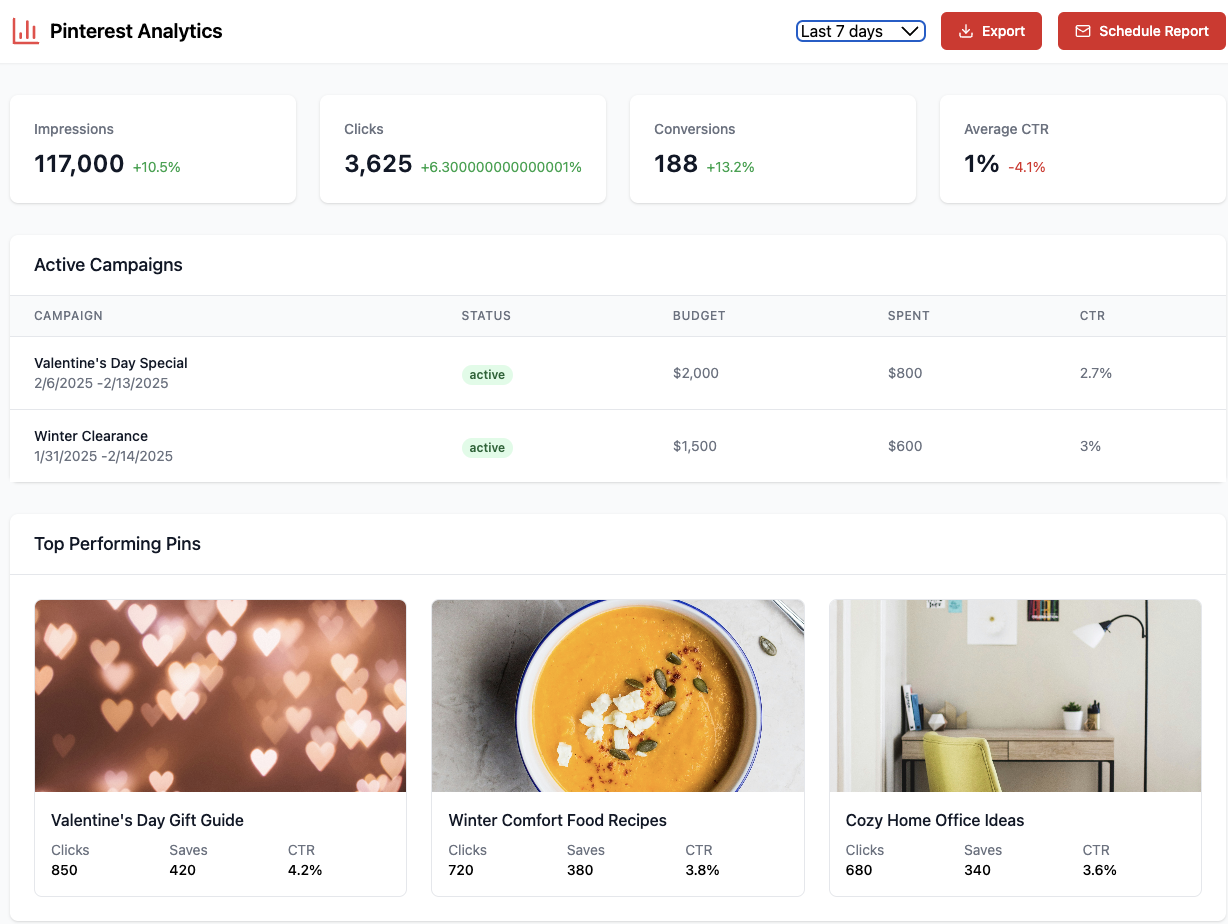 Pinterest Analytics
Last 7 days
Export
Schedule Report
Impressions
117,000 +10.5%
Clicks
3,625 +6.300000000000001%
Conversions
188 +13.2%
Average CTR
1% -4.1%
Active Campaigns
CAMPAIGN STATUS BUDGET SPENT CTR
Valentine's Day Special
2/6/2025 -2/13/2025
active $2,000 $800 2.7%
Winter Clearance
1/31/2025 -2/14/2025
active $1,500 $600 3%
Top Performing Pins
Valentine's Day Gift Guide
Clicks Saves CTR
850 420 4.2%
Winter Comfort Food Recipes
Clicks Saves CTR
720 380 3.8%
Cozy Home Office Ideas
Clicks Saves CTR
680 340 3.6%